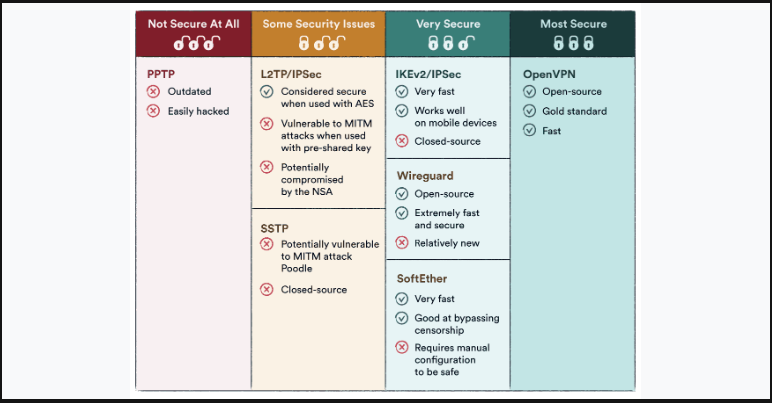 Not Secure At All
Some Security Issues
Very Secure
Most Secure
PPTP
Outdated
Easily hacked
L2TP/IPSec
Considered secure
when used with AES
Vulnerable to MITM
attacks when used
with pre-shared key
Potentially
compromised
by the NSA
SSTP
Potentially vulnerable
to MITM attack
Poodle
Closed-source
IKEv2/IPSec
Very fast
Works well
on mobile devices
Closed-source
Wireguard
Open-source
Extremely fast
and secure
Relatively new
SoftEther
Very fast
Good at bypassing
censorship
Requires manual
configuration
to be safe
OpenVPN
Open-source
Gold standard
Fast